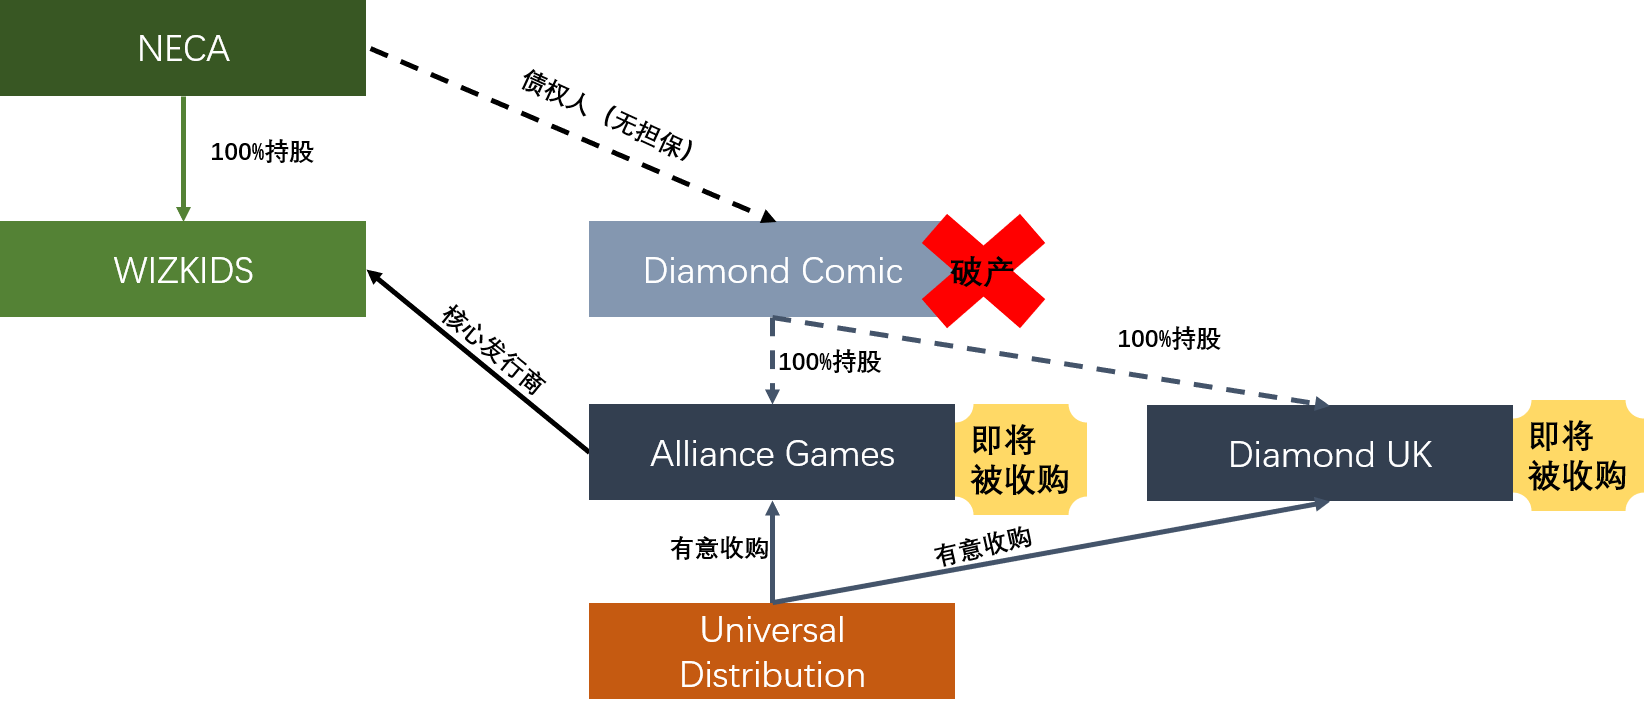 NECA
债权人（无担保）
100%持股
WIZKIDS
Diamond Comic
破产
核心发行商
100%持股
100%持股
Alliance Games
即将
被收购
Diamond UK
即将
被收购
有意收购
有意收购
Universal
Distribution